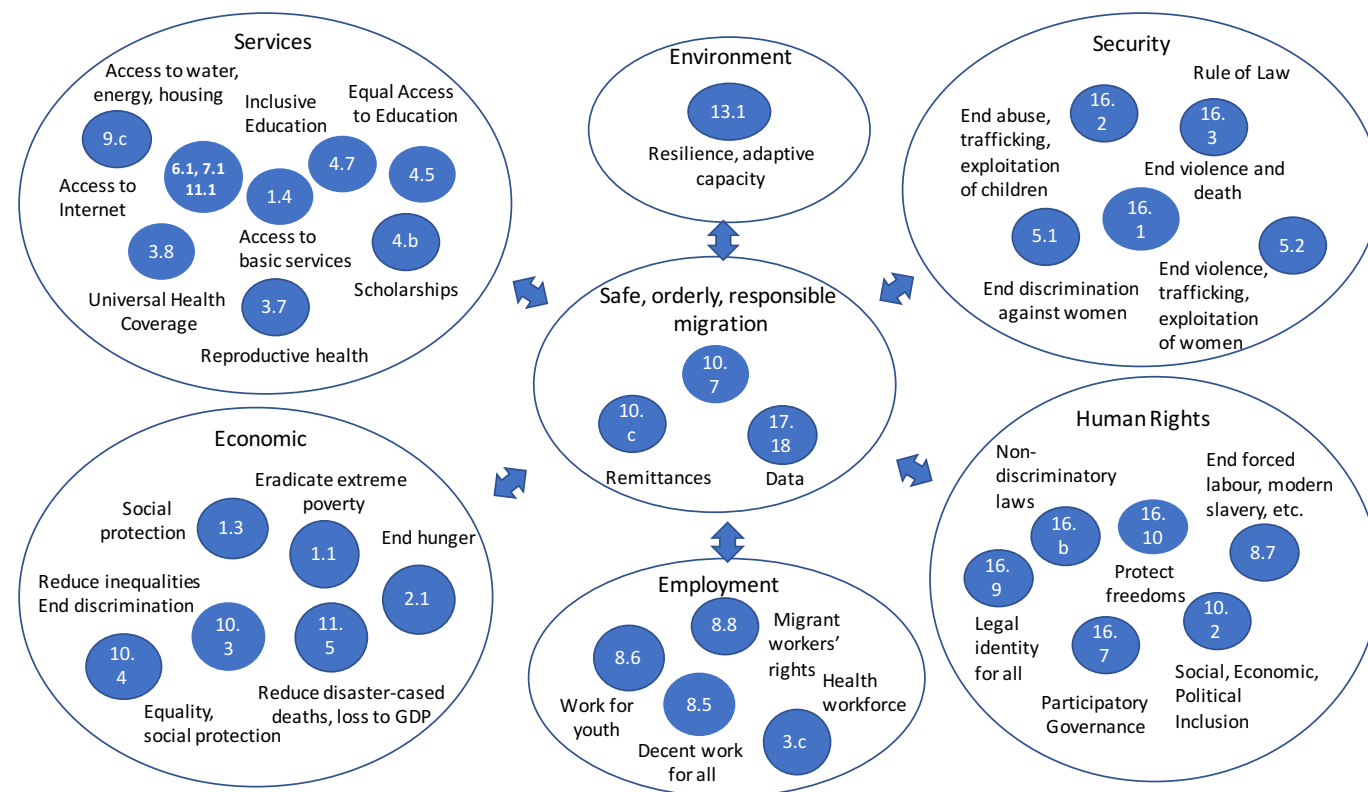 Services
Access to water,
energy, housing
Inclusive
Education
Equal Access
to Education
9.c
6.1, 7.1
11.1
4.7
4.5
1.4
Access to
Internet
3.8
Access to
basic services
4.b
Universal Health
Coverage
3.7
Scholarships
Reproductive health
Environment
13.1
Resilience, adaptive
capacity
Security
Rule of Law
16.
2
16.
3
End abuse,
trafficking,
exploitation
of children
End violence and
death
16.
1
5.1
5.2
End discrimination
against women
End violence,
trafficking,
exploitation
of women
Safe, orderly, responsible
migration
10.
7
10.
c
17.
18
Remittances
Data
Economic
Eradicate extreme
poverty
Social
protection
1.3
1.1
End hunger
Reduce inequalities
End discrimination
2.1
10.
3
11.
5
10.
4
Reduce disaster-cased
deaths, loss to GDP
Equality,
social protection
Employment
8.8
Migrant
workers’
rights
8.6
8.5
Health
workforce
Work for
youth
3.c
Decent work
for all
Human Rights
Non-
discriminatory
laws
End forced
labour, modern
slavery, etc.
16.
b
16.
10
8.7
16.
9
Protect
freedoms
10.
2
Legal
identity
for all
16.
7
Social, Economic,
Political
Inclusion
Participatory
Governance